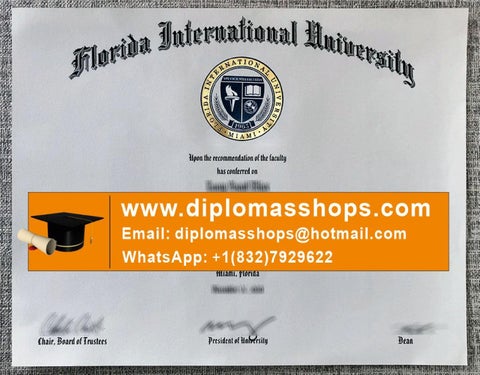 Florida International University
FLORIDA INTERNATIONAL UNIVERSITY
MIAMI
Upon the recommendation of the faculty
has conferred on
www.diplomasshops.com
Email: diplomasshops@hotmail.com
WhatsApp: +1(832)7929622
Miami, Florida
Chair, Board of Trustees
President of University
Dean